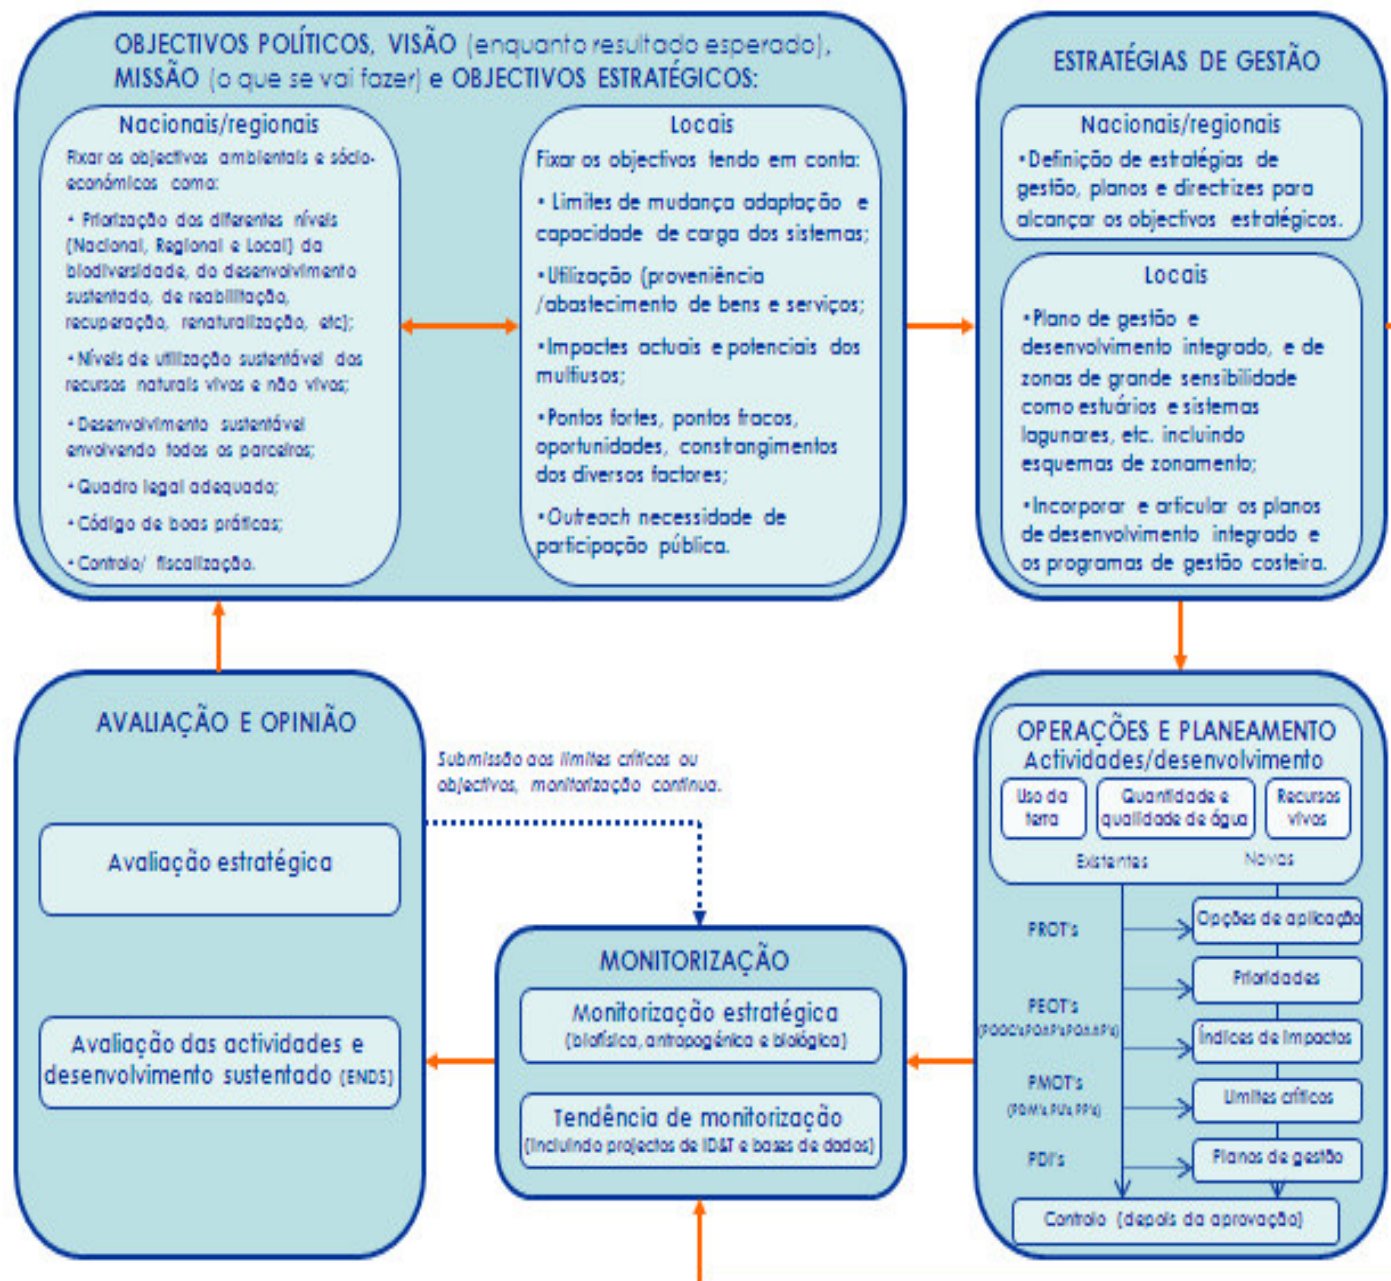 OBJECTIVOS POLÍTICOS, VISÃO (enquanto resultado esperado),
MISSÃO (o que se vai fazer) e OBJECTIVOS ESTRATÉGICOS:
Nacionais/regionais
Fixar os objectivos ambientais e sócio-
económicos como:
• Priorização dos diferentes níveis
(Nacional, Regional e Local) da
biodiversidade, do desenvolvimento
sustentado, de reabilitação,
recuperação, renaturalização, etc);
• Níveis de utilização sustentável dos
recursos naturais vivos e não vivos;
• Desenvolvimento sustentável
envolvendo todos os parceiros;
• Quadro legal adequado;
• Código de boas práticas;
• Controlo/ fiscalização.
Locais
Fixar os objectivos tendo em conta:
• Limites de mudança adaptação e
capacidade de carga dos sistemas;
• Utilização (proveniência
/abastecimento de bens e serviços;
• Impactes actuais e potenciais dos
multiusos;
• Pontos fortes, pontos fracos,
oportunidades, constrangimentos
dos diversos factores;
• Outreach necessidade de
participação pública.
ESTRATÉGIAS DE GESTÃO
Nacionais/regionais
• Definição de estratégias de
gestão, planos e directrizes para
alcançar os objectivos estratégicos.
Locais
• Plano de gestão e
desenvolvimento integrado, e de
zonas de grande sensibilidade
como estuários e sistemas
lagunares, etc. incluindo
esquemas de zonamento;
• Incorporar e articular os planos
de desenvolvimento integrado e
os programas de gestão costeira.
AVALIAÇÃO E OPINIÃO
Avaliação estratégica
Avaliação das actividades e
desenvolvimento sustentado (ENDS)
Submissão aos limites críticos ou
objectivos, monitorização continua.
MONITORIZAÇÃO
Monitorização estratégica
(biofísica, antropogénica e biológica)
Tendência de monitorização
(Incluindo projectos de ID&T e bases de dados)
OPERAÇÕES E PLANEAMENTO
Actividades/desenvolvimento
Uso da
terra
Quantidade e
qualidade de água
Recursos
vivos
Existentes
Novas
PROT's
Opções de aplicação
Prioridades
PEOT's
Índices de Impactos
PMOT's
(PDM's, PU's, PP's)
Limites críticos
PDI's
Planos de gestão
Controlo (depois da aprovação)